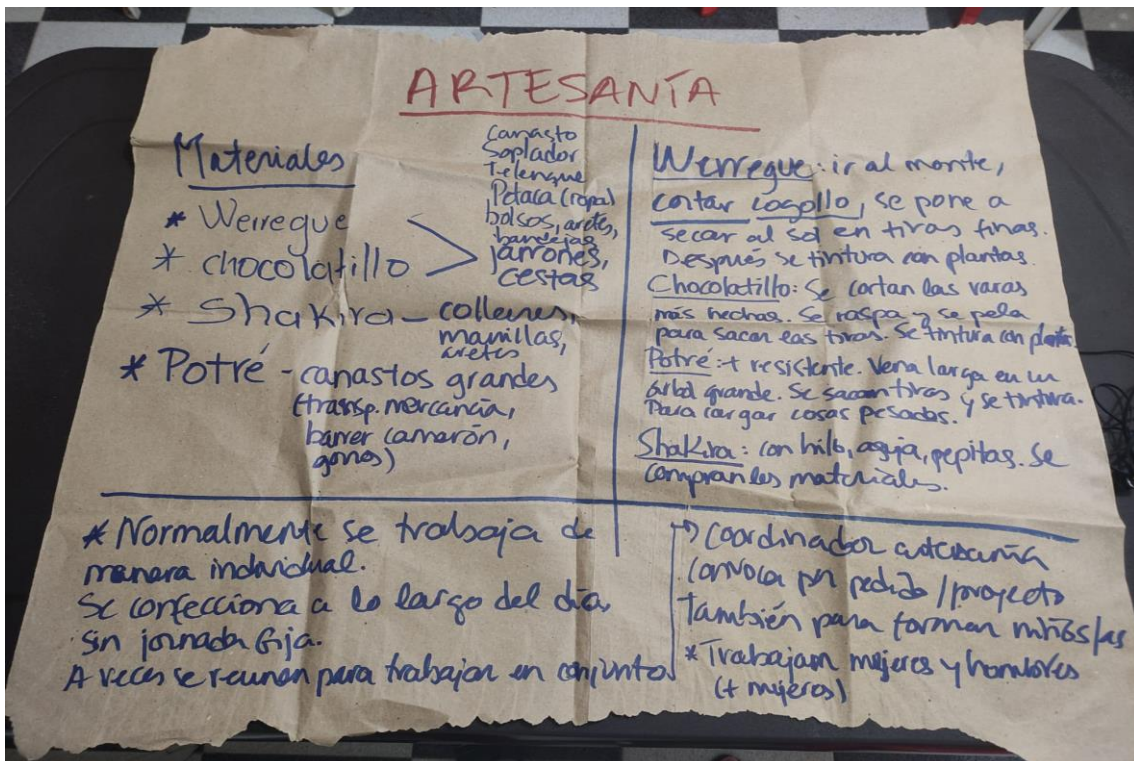 ARTESANÍA
Materiales
* Werregue
* chocolatillo
Canasto
Soplador
Telenque
Petaca (ropa)
bolsos, aretes,
bandejas
jarrones,
cestas
* Shakira - collares,
manillas,
aretes
* Potré - canastos grandes
(transp. mercancía,
barrer camarón,
)
Werregue: ir al monte,
cortar cogollo, se pone a
secar al sol en tiras finas.
Después se tintura con plantas.
Chocolatillo: Se cortan las varas
más hechas. Se raspa y se pela
para sacar las tiras. Se tintura con plantas
Potré: + resistente. Vena larga en un
árbol grande. Se sacan tiras y se tintura.
Para cargar cosas pesadas.
Shakira: con hilo, aguja, pepitas. Se
compran los materiales.
* Normalmente se trabaja de
manera individual.
Se confecciona a lo largo del día,
sin jornada fija.
A veces se reunen para trabajar en conjunto
→ Coordinador artesanía
convoca por pedido/proyecto
También para formar niños/as
* Trabajan mujeres y hombres
(+ mujeres)